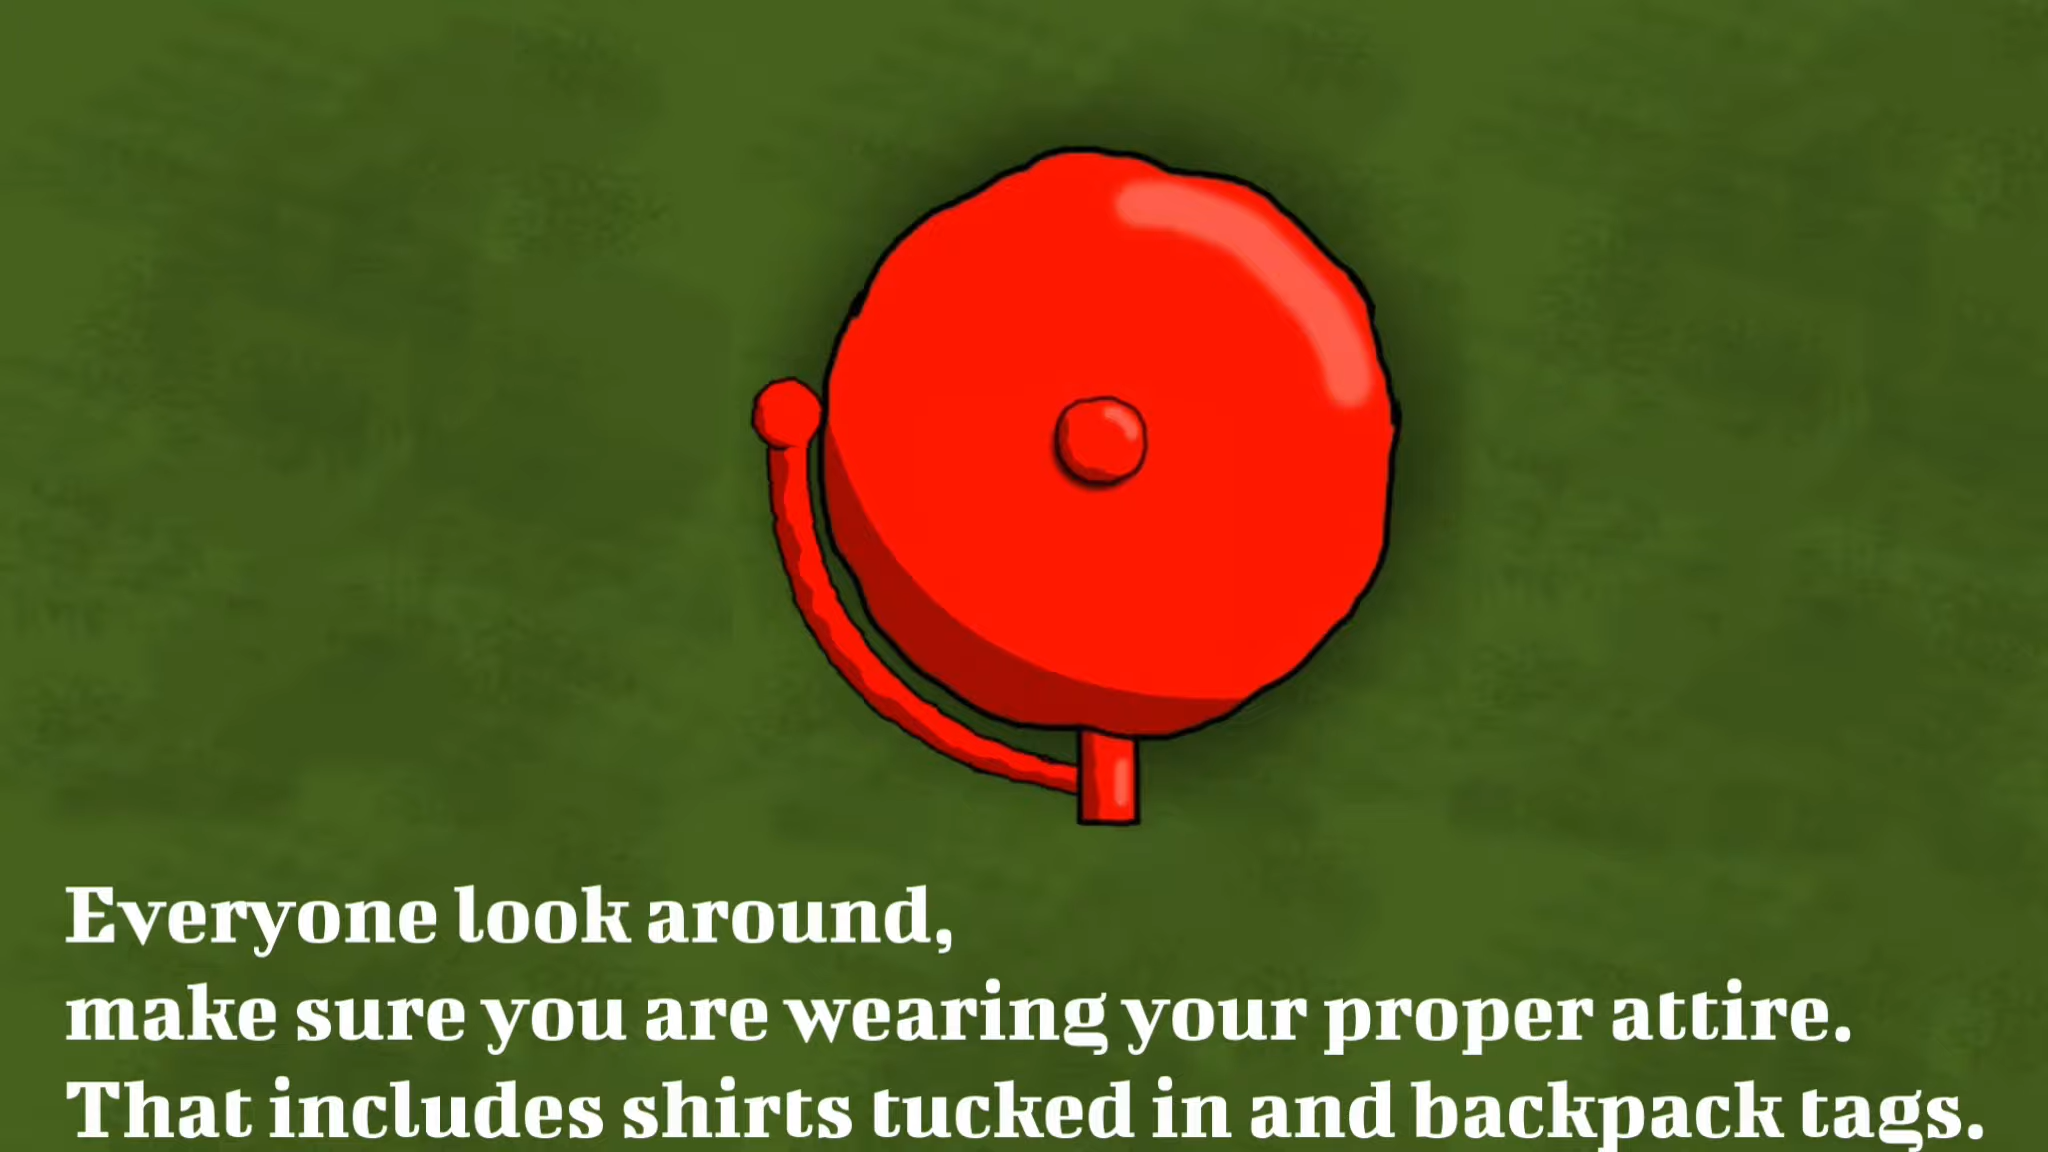 Everyone look around,
make sure you are wearing your proper attire.
That includes shirts tucked in and backpack tags.